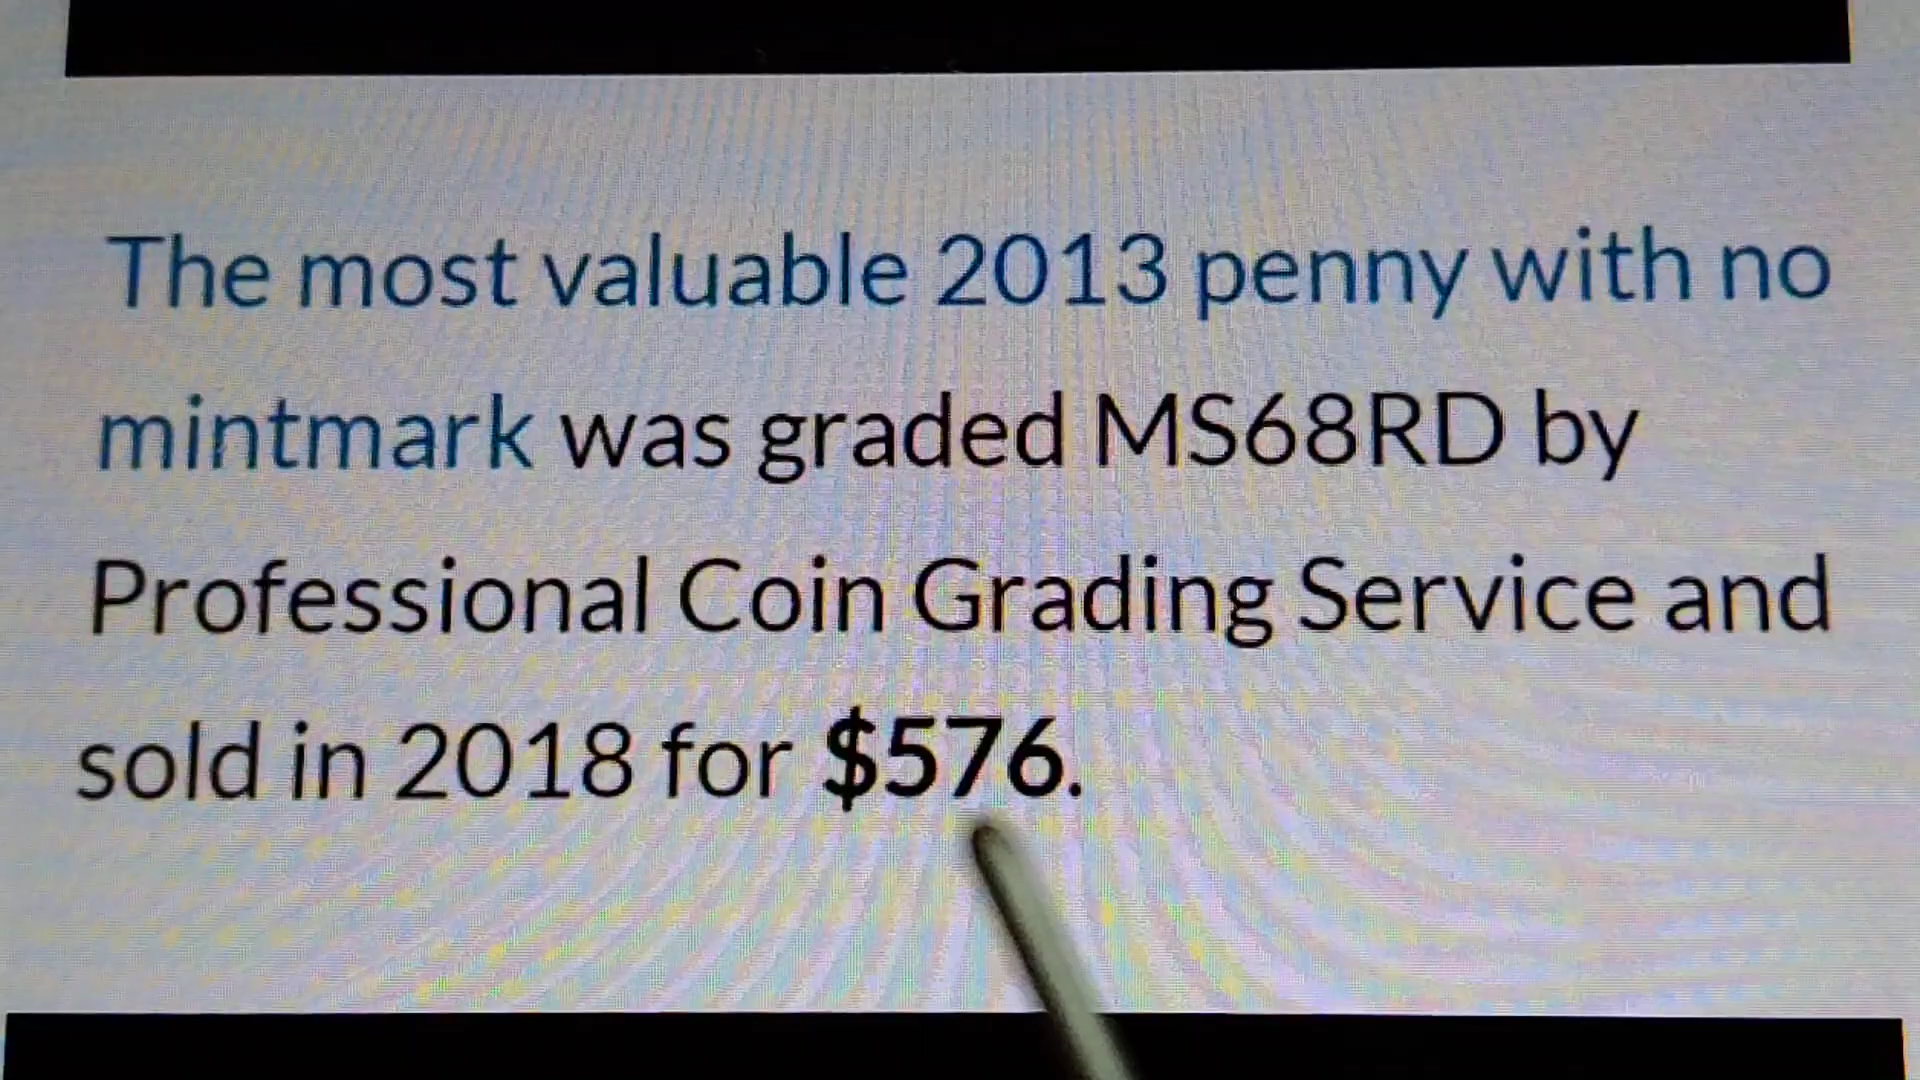 The most valuable 2013 penny with no
mintmark was graded MS68RD by
Professional Coin Grading Service and
sold in 2018 for $576.